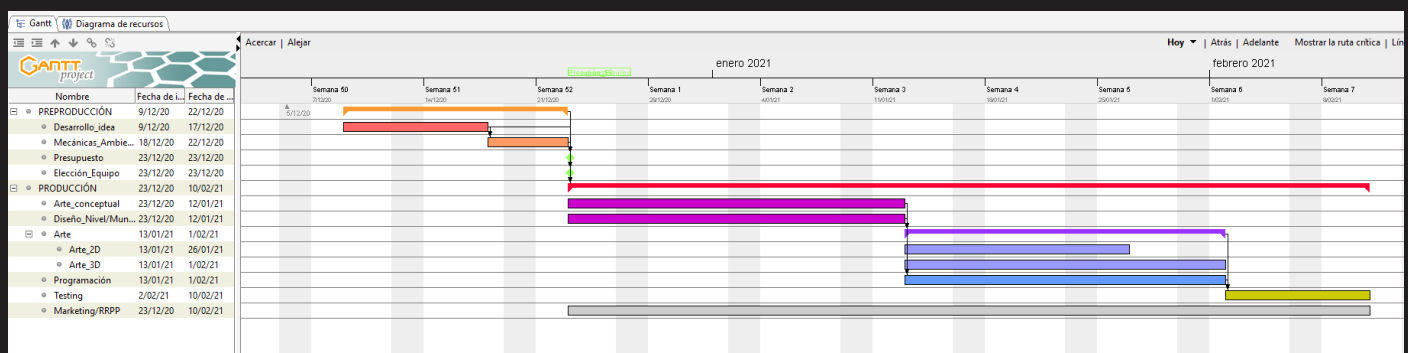 Gantt Diagrama de recursos
Acercar | Alejar
Hoy | Atrás | Adelante Mostrar la ruta crítica | Lín
GANTT
project
enero 2021
febrero 2021
Nombre Fecha de i... Fecha de ...
Semana 50 Semana 51 Semana 52 Semana 1 Semana 2 Semana 3 Semana 4 Semana 5 Semana 6 Semana 7
7/12/20 14/12/20 21/12/20 28/12/20 4/01/21 11/01/21 18/01/21 25/01/21 1/02/21 8/02/21
5/12/20
PREPRODUCCIÓN 9/12/20 22/12/20
Desarrollo_idea 9/12/20 17/12/20
Mecánicas_Ambie... 18/12/20 22/12/20
Presupuesto 23/12/20 23/12/20
Elección_Equipo 23/12/20 23/12/20
PRODUCCIÓN 23/12/20 10/02/21
Arte_conceptual 23/12/20 12/01/21
Diseño_Nivel/Mun... 23/12/20 12/01/21
Arte 13/01/21 1/02/21
Arte_2D 13/01/21 26/01/21
Arte_3D 13/01/21 1/02/21
Programación 13/01/21 1/02/21
Testing 2/02/21 10/02/21
Marketing/RRPP 23/12/20 10/02/21